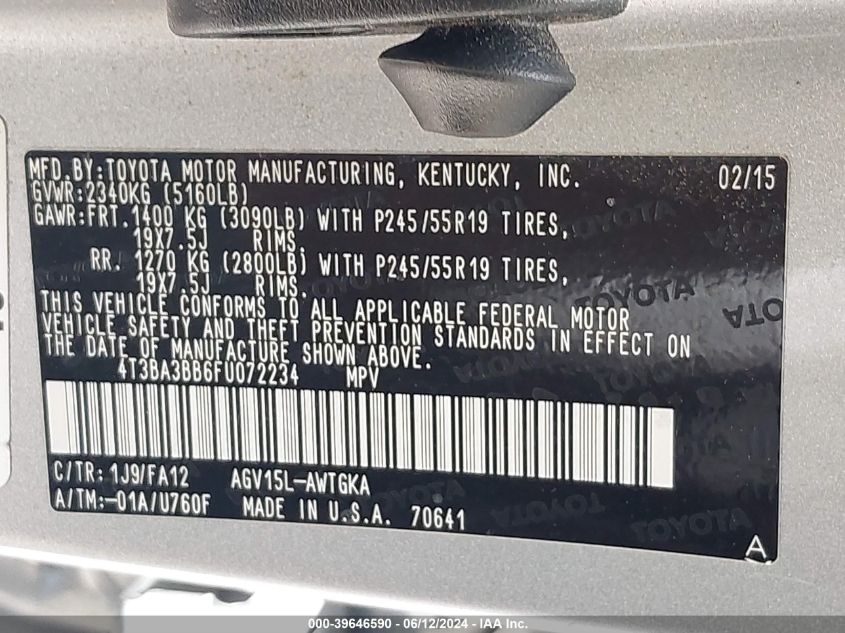 MFD.BY:TOYOTA MOTOR MANUFACTURING, KENTUCKY, INC. 02/15
GVWR:2340KG (5160LB)
GAWR:FRT.1400 KG (3090LB) WITH P245/55R19 TIRES,
19X7.5J RIMS.
RR. 1270 KG (2800LB) WITH P245/55R19 TIRES,
19X7.5J RIMS.
THIS VEHICLE CONFORMS TO ALL APPLICABLE FEDERAL MOTOR
VEHICLE SAFETY AND THEFT PREVENTION STANDARDS IN EFFECT ON
THE DATE OF MANUFACTURE SHOWN ABOVE.
4T3BA3BB6FU072234 MPV
C/TR: 1J9/FA12 AGV15L-AWTGKA
A/TM:-01A/U760F MADE IN U.S.A. 70641
A
TOYOTA
TOYOTA
TOYOTA
000-39646590 - 06/12/2024 - IAA Inc.